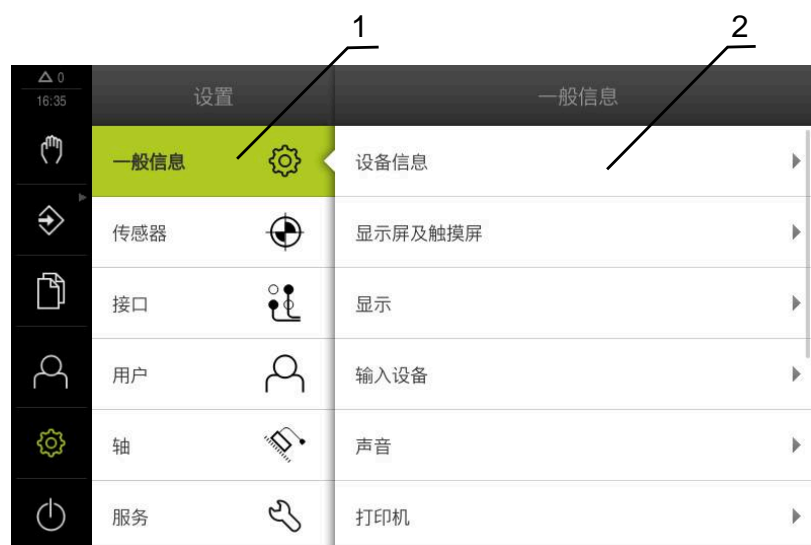 1
2
0
16:35
设置
一般信息
一般信息
传感器
接口
用户
轴
服务
设备信息
显示屏及触摸屏
显示
输入设备
声音
打印机